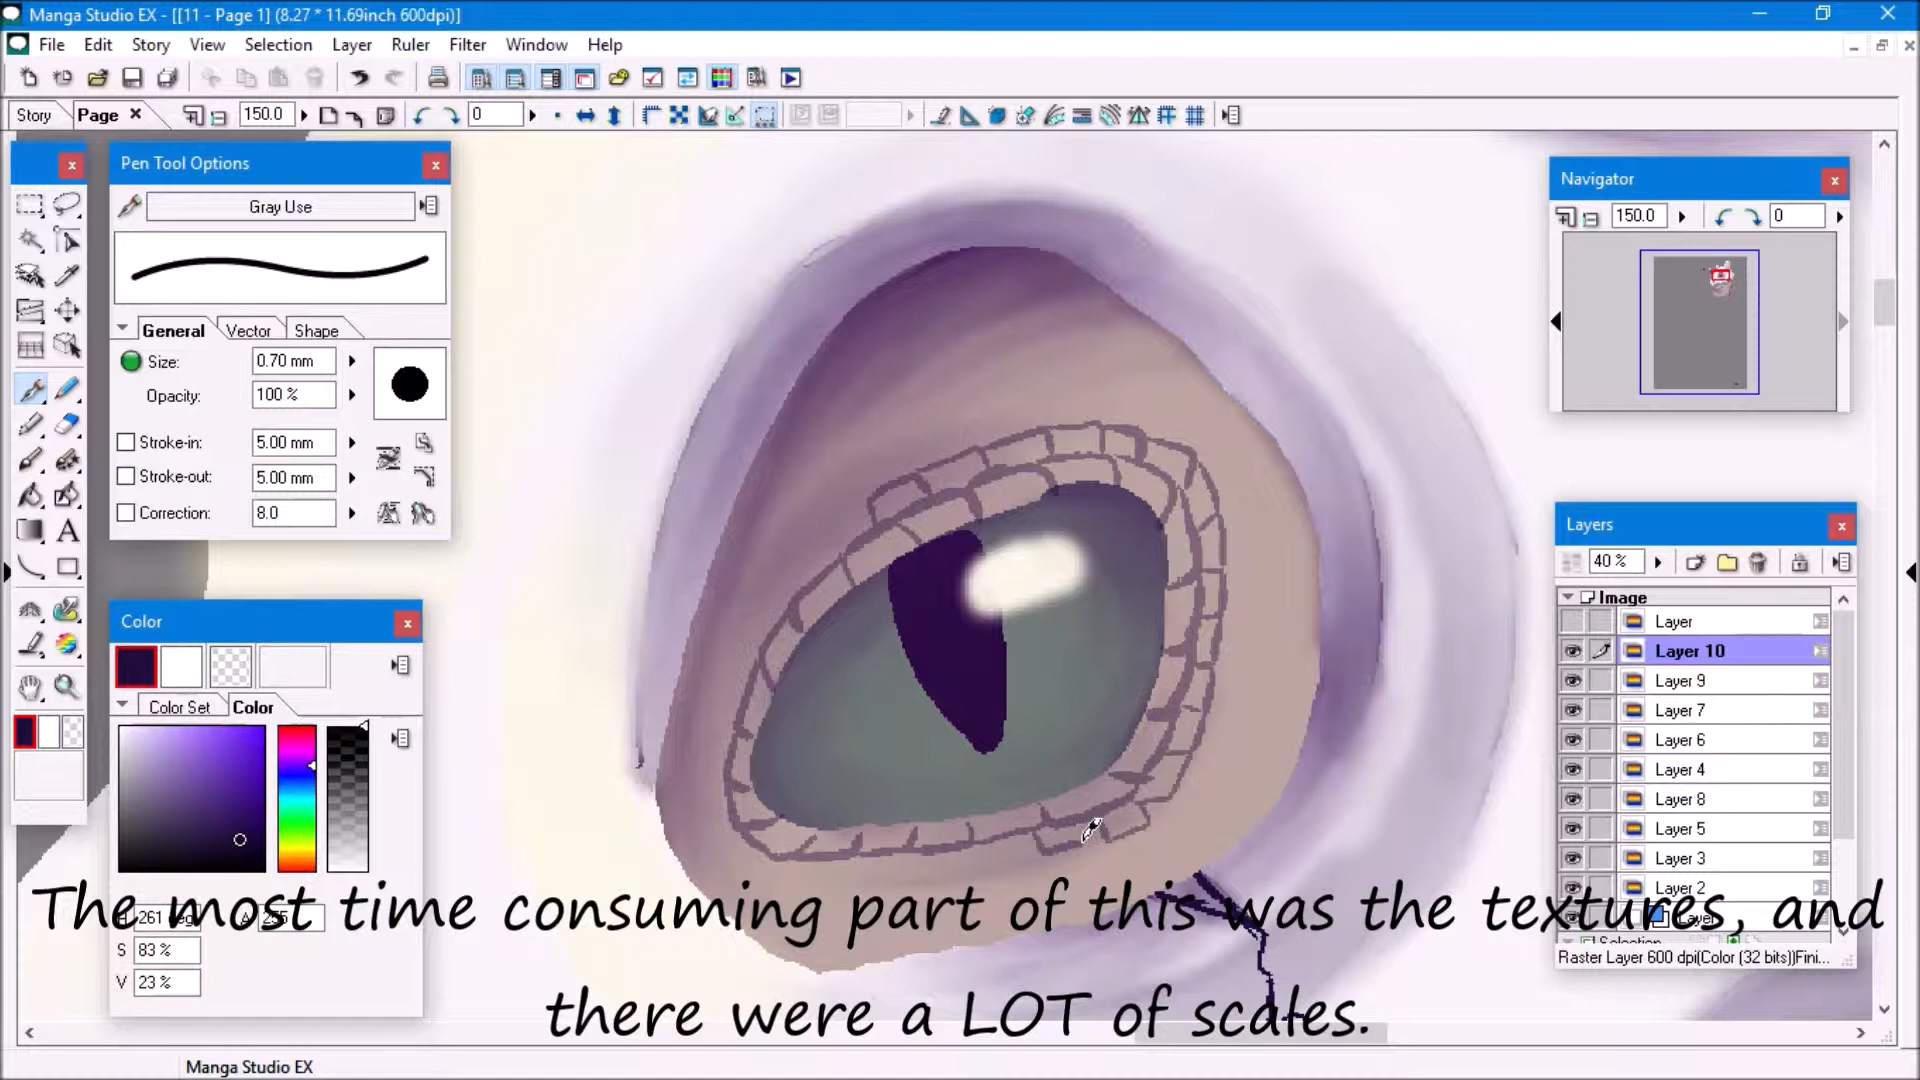 Manga Studio EX - [[11 - Page 1] (8.27 * 11.69inch 600dpi)]
File Edit Story View Selection Layer Ruler Filter Window Help
Story Page 150.0 0
Pen Tool Options
Gray Use
General Vector Shape
Size: 0.70 mm
Opacity: 100 %
Stroke-in: 5.00 mm
Stroke-out: 5.00 mm
Correction: 8.0
Color
Color Set Color
261 deg A 255
S 83 %
V 23 %
Navigator
150.0 0
Layers
40 %
Image
Layer
Layer 10
Layer 9
Layer 7
Layer 6
Layer 4
Layer 8
Layer 5
Layer 3
Layer 2
Layer
Selection
Raster Layer 600 dpi(Color (32 bits))Fini...
The most time consuming part of this was the textures, and
there were a LOT of scales.
Manga Studio EX